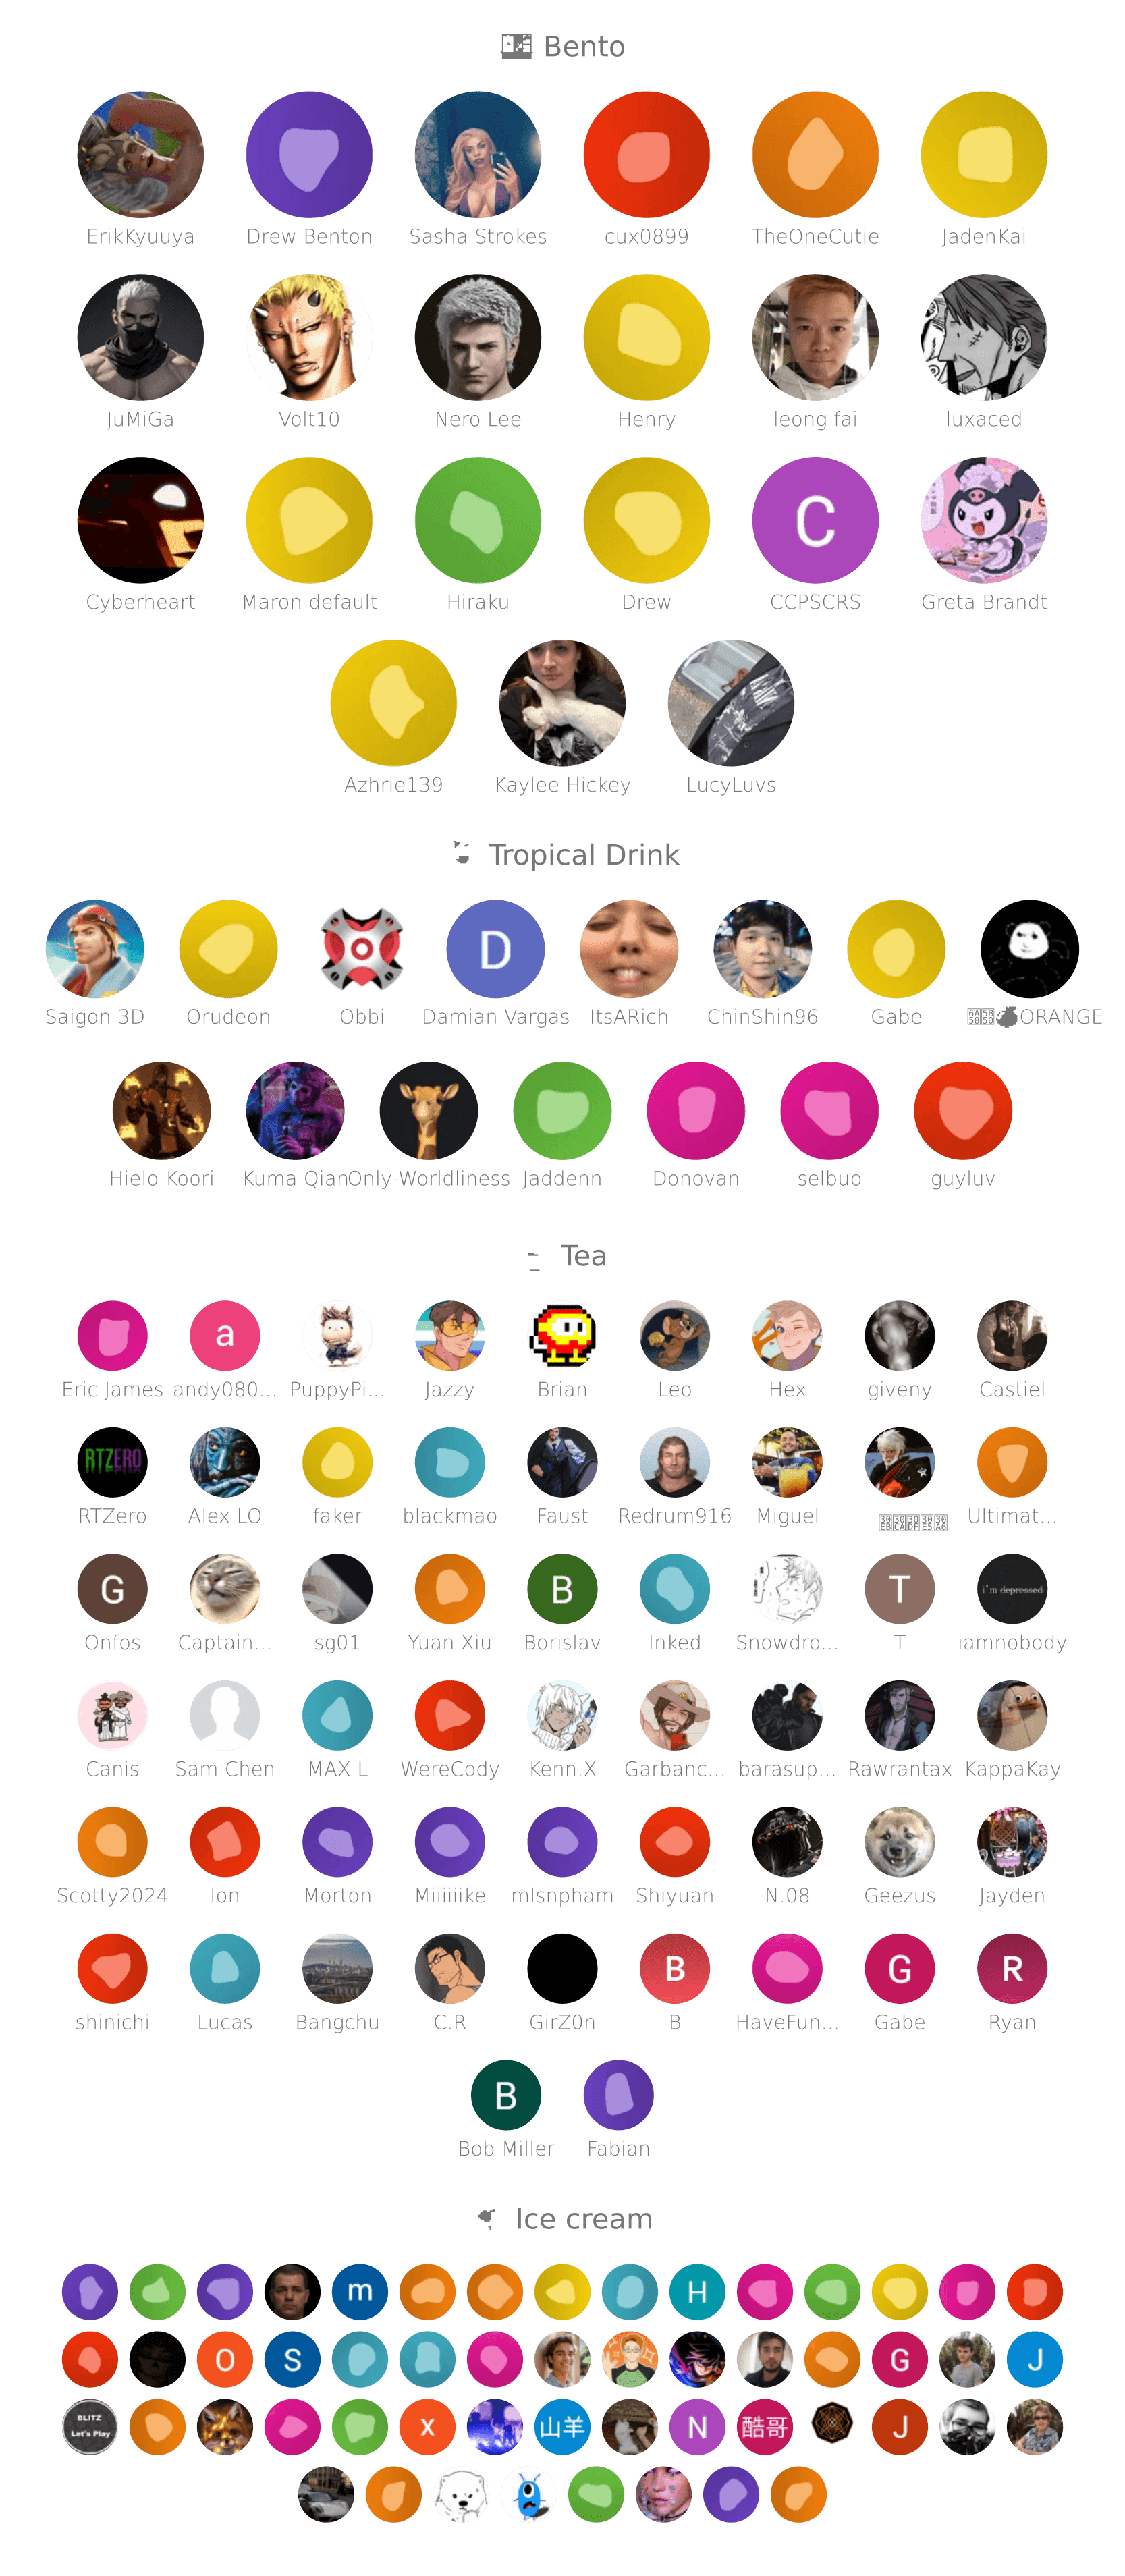 Bento
ErikKyuuya Drew Benton Sasha Strokes cux0899 TheOneCutie JadenKai
JuMiGa Volt10 Nero Lee Henry leong fai luxaced
C
Cyberheart Maron default Hiraku Drew CCPSCRS Greta Brandt
Azhrie139 Kaylee Hickey LucyLuvs
Tropical Drink
D
Saigon 3D Orudeon Obbi Damian Vargas ItsARich ChinShin96 Gabe ORANGE
Hielo Koori Kuma Qian Only-Worldliness Jaddenn Donovan selbuo guyluv
Tea
a
Eric James andy080... PuppyPi... Jazzy Brian Leo Hex giveny Castiel
RTZERO
RTZero Alex LO faker blackmao Faust Redrum916 Miguel Ultimat...
G B T i'm depressed
Onfos Captain... sg01 Yuan Xiu Borislav Inked Snowdro... T iamnobody
Canis Sam Chen MAX L WereCody Kenn.X Garbanc... barasup... Rawrantax KappaKay
Scotty2024 Ion Morton Miiiiiike mlsnpham Shiyuan N.08 Geezus Jayden
B G R
shinichi Lucas Bangchu C.R GirZ0n B HaveFun... Gabe Ryan
B
Bob Miller Fabian
Ice cream
m H
O S G J
BLITZ Let's Play x 山羊 N 酷哥 J